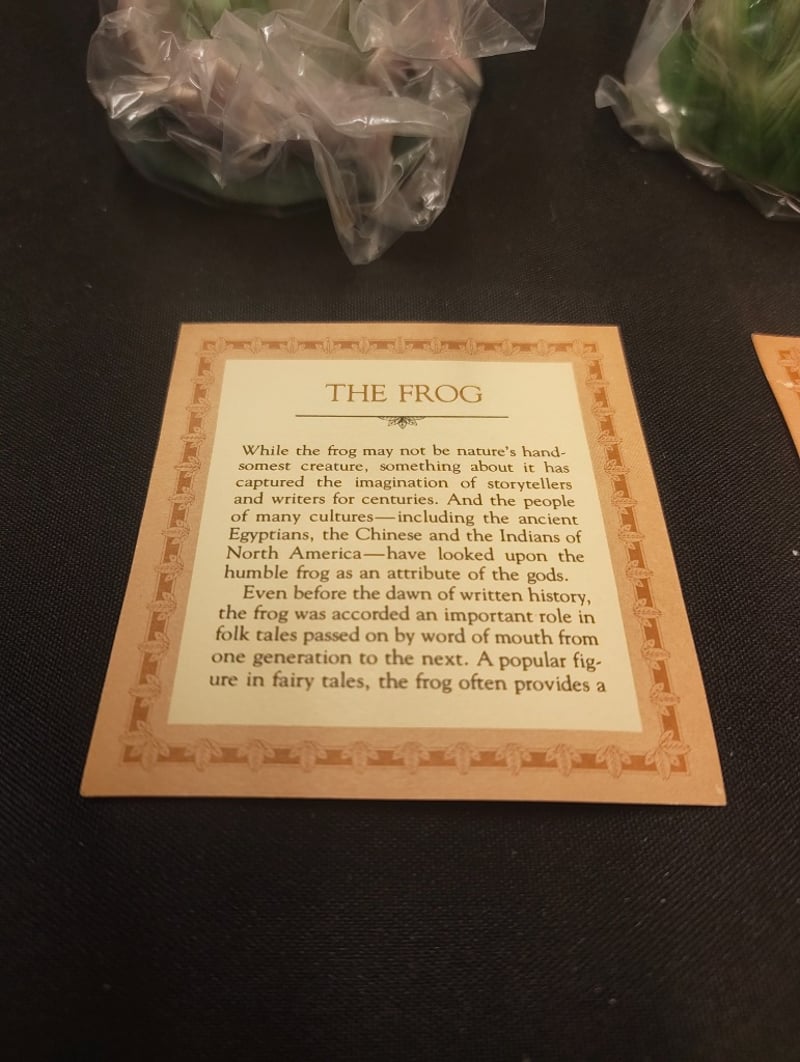 THE FROG
While the frog may not be nature's hand-
somest creature, something about it has
captured the imagination of storytellers
and writers for centuries. And the people
of many cultures—including the ancient
Egyptians, the Chinese and the Indians of
North America—have looked upon the
humble frog as an attribute of the gods.
Even before the dawn of written history,
the frog was accorded an important role in
folk tales passed on by word of mouth from
one generation to the next. A popular fig-
ure in fairy tales, the frog often provides a